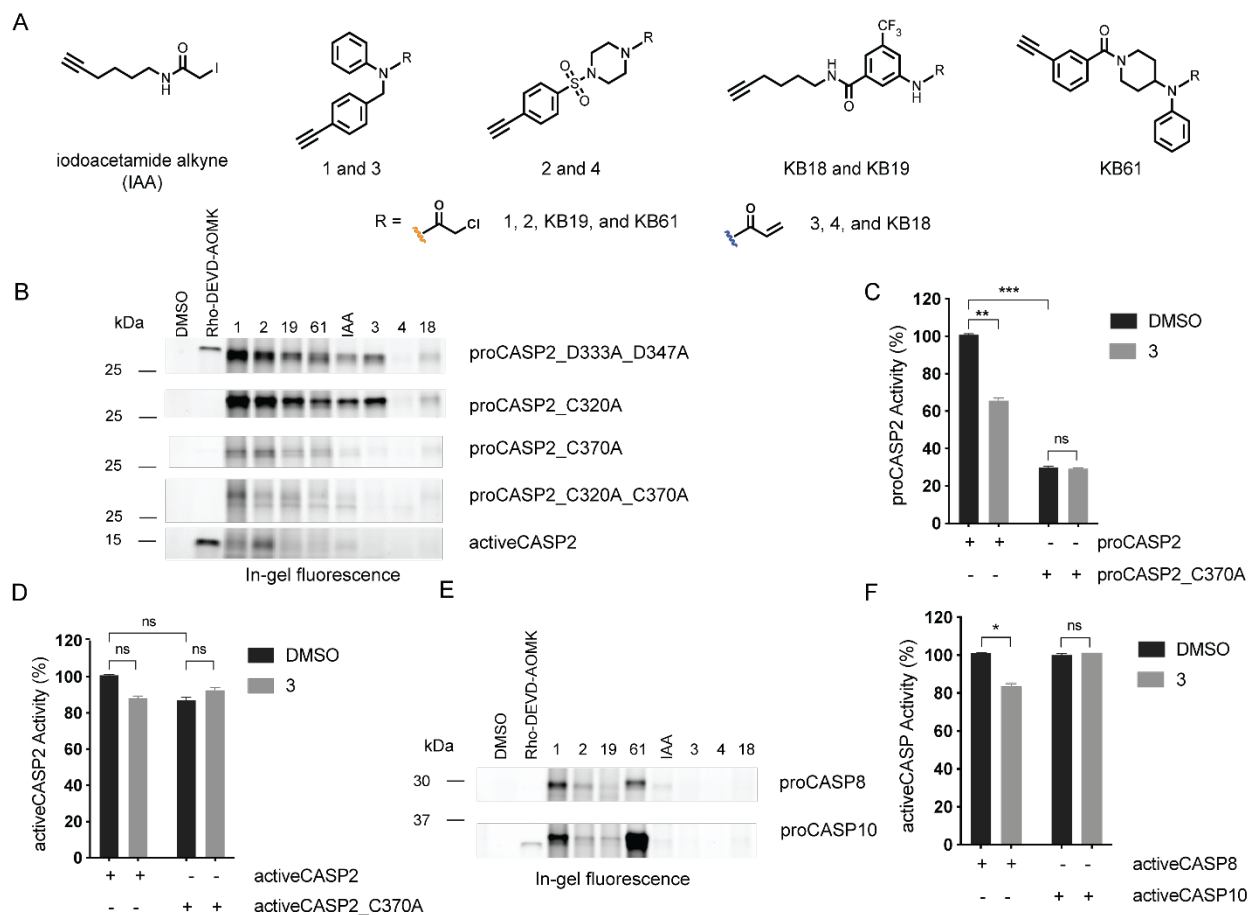 A
O
N
H
I
iodoacetamide alkyne
(IAA)
N
R
1 and 3
O
S
O
N
N
R
2 and 4
CF3
N
H
O
N
H
R
KB18 and KB19
O
N
N
R
KB61
R =
O
Cl
1, 2, KB19, and KB61
O
3, 4, and KB18
B
kDa
DMSO
Rho-DEVD-AOMK
1 2 19 61 IAA 3 4 18
25
proCASP2_D333A_D347A
25
proCASP2_C320A
25
proCASP2_C370A
25
proCASP2_C320A_C370A
15
activeCASP2
In-gel fluorescence
C
proCASP2 Activity (%)
120
100
80
60
40
20
0
***
**
ns
DMSO
3
+ + - - proCASP2
- - + + proCASP2_C370A
D
activeCASP2 Activity (%)
120
100
80
60
40
20
0
ns
ns
ns
DMSO
3
+ + - - activeCASP2
- - + + activeCASP2_C370A
E
kDa
DMSO
Rho-DEVD-AOMK
1 2 19 61 IAA 3 4 18
30
proCASP8
37
proCASP10
In-gel fluorescence
F
activeCASP Activity (%)
120
100
80
60
40
20
0
*
ns
DMSO
3
+ + - - activeCASP8
- - + + activeCASP10